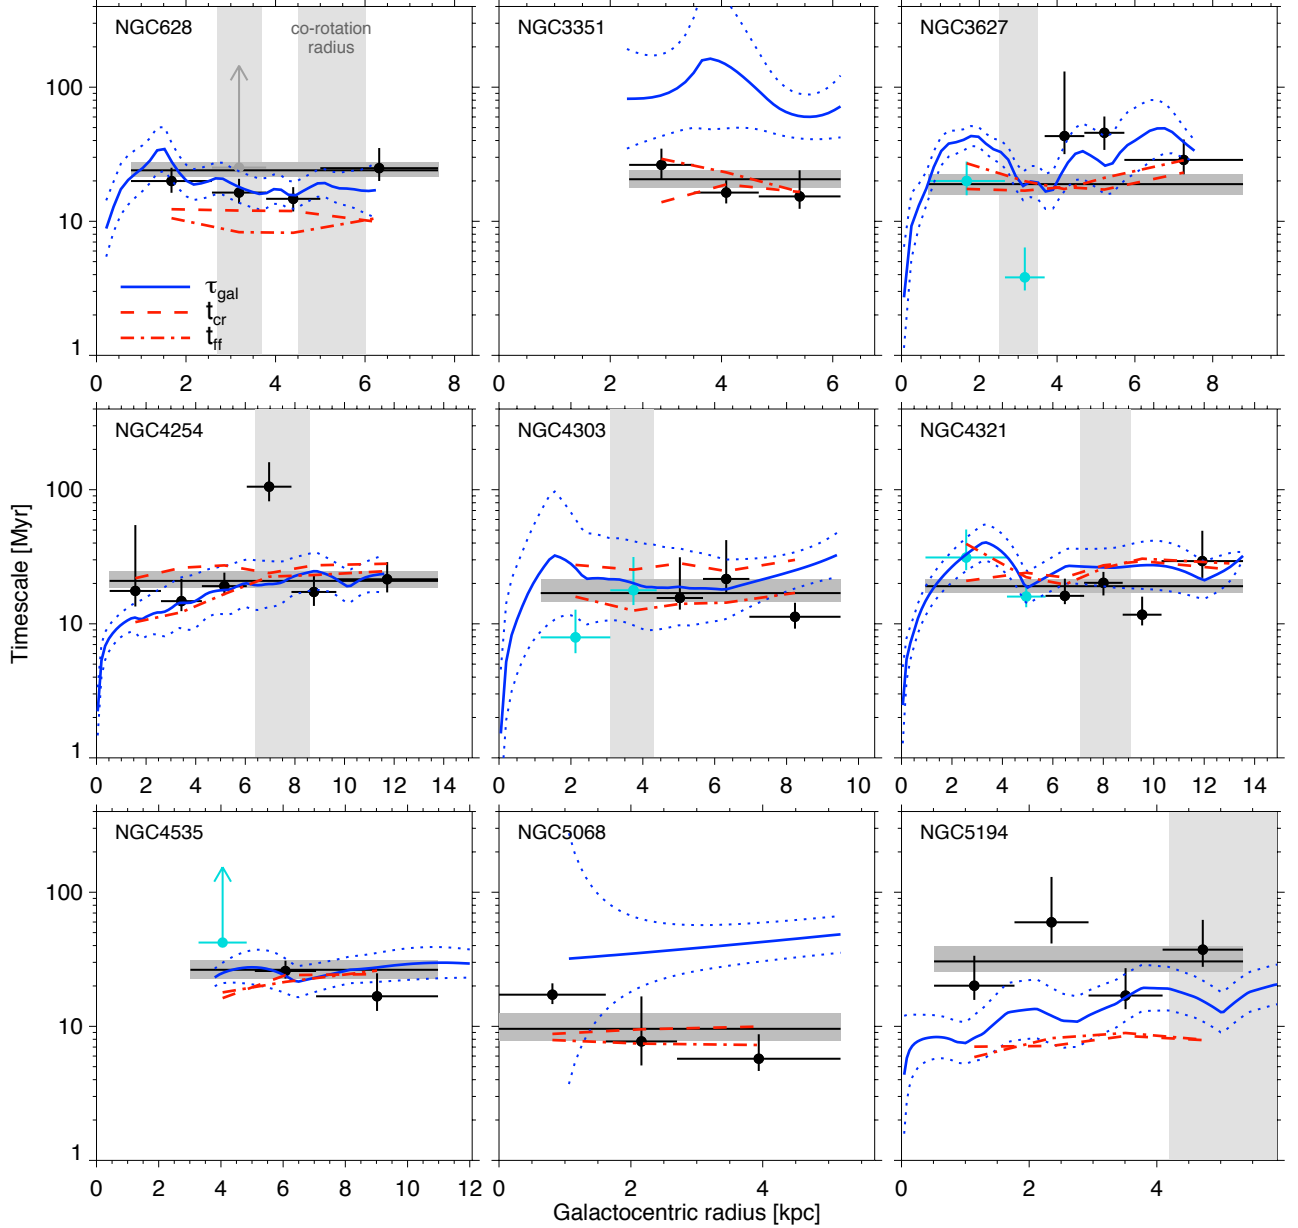 NGC628
co-rotation
radius
τgal
tcr
tff
100
10
1
0 2 4 6 8
NGC3351
0 2 4 6
NGC3627
0 2 4 6 8
NGC4254
100
10
1
0 2 4 6 8 10 12 14
NGC4303
0 2 4 6 8 10
NGC4321
0 2 4 6 8 10 12 14
Timescale [Myr]
NGC4535
100
10
1
0 2 4 6 8 10 12
NGC5068
0 2 4
NGC5194
0 2 4
Galactocentric radius [kpc]